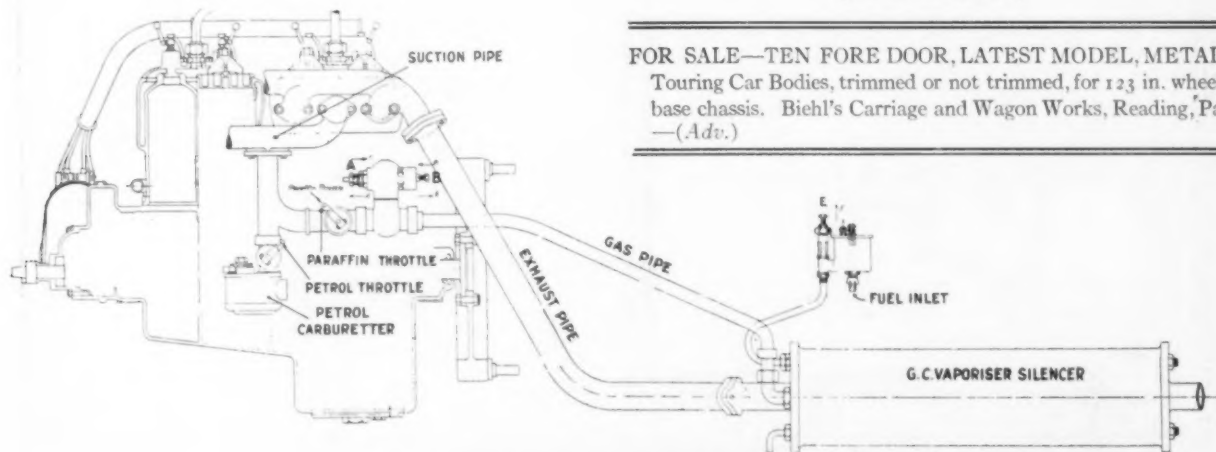 SUCTION PIPE
FOR SALE—TEN FORE DOOR, LATEST MODEL, METAL
Touring Car Bodies, trimmed or not trimmed, for 123 in. wheel
base chassis. Biehl's Carriage and Wagon Works, Reading, Pa
—(Adv.)
A
B
E
PARAFFIN THROTTLE
PETROL THROTTLE
PETROL
CARBURETTER
EXHAUST PIPE
GAS PIPE
FUEL INLET
G.C. VAPORISER SILENCER